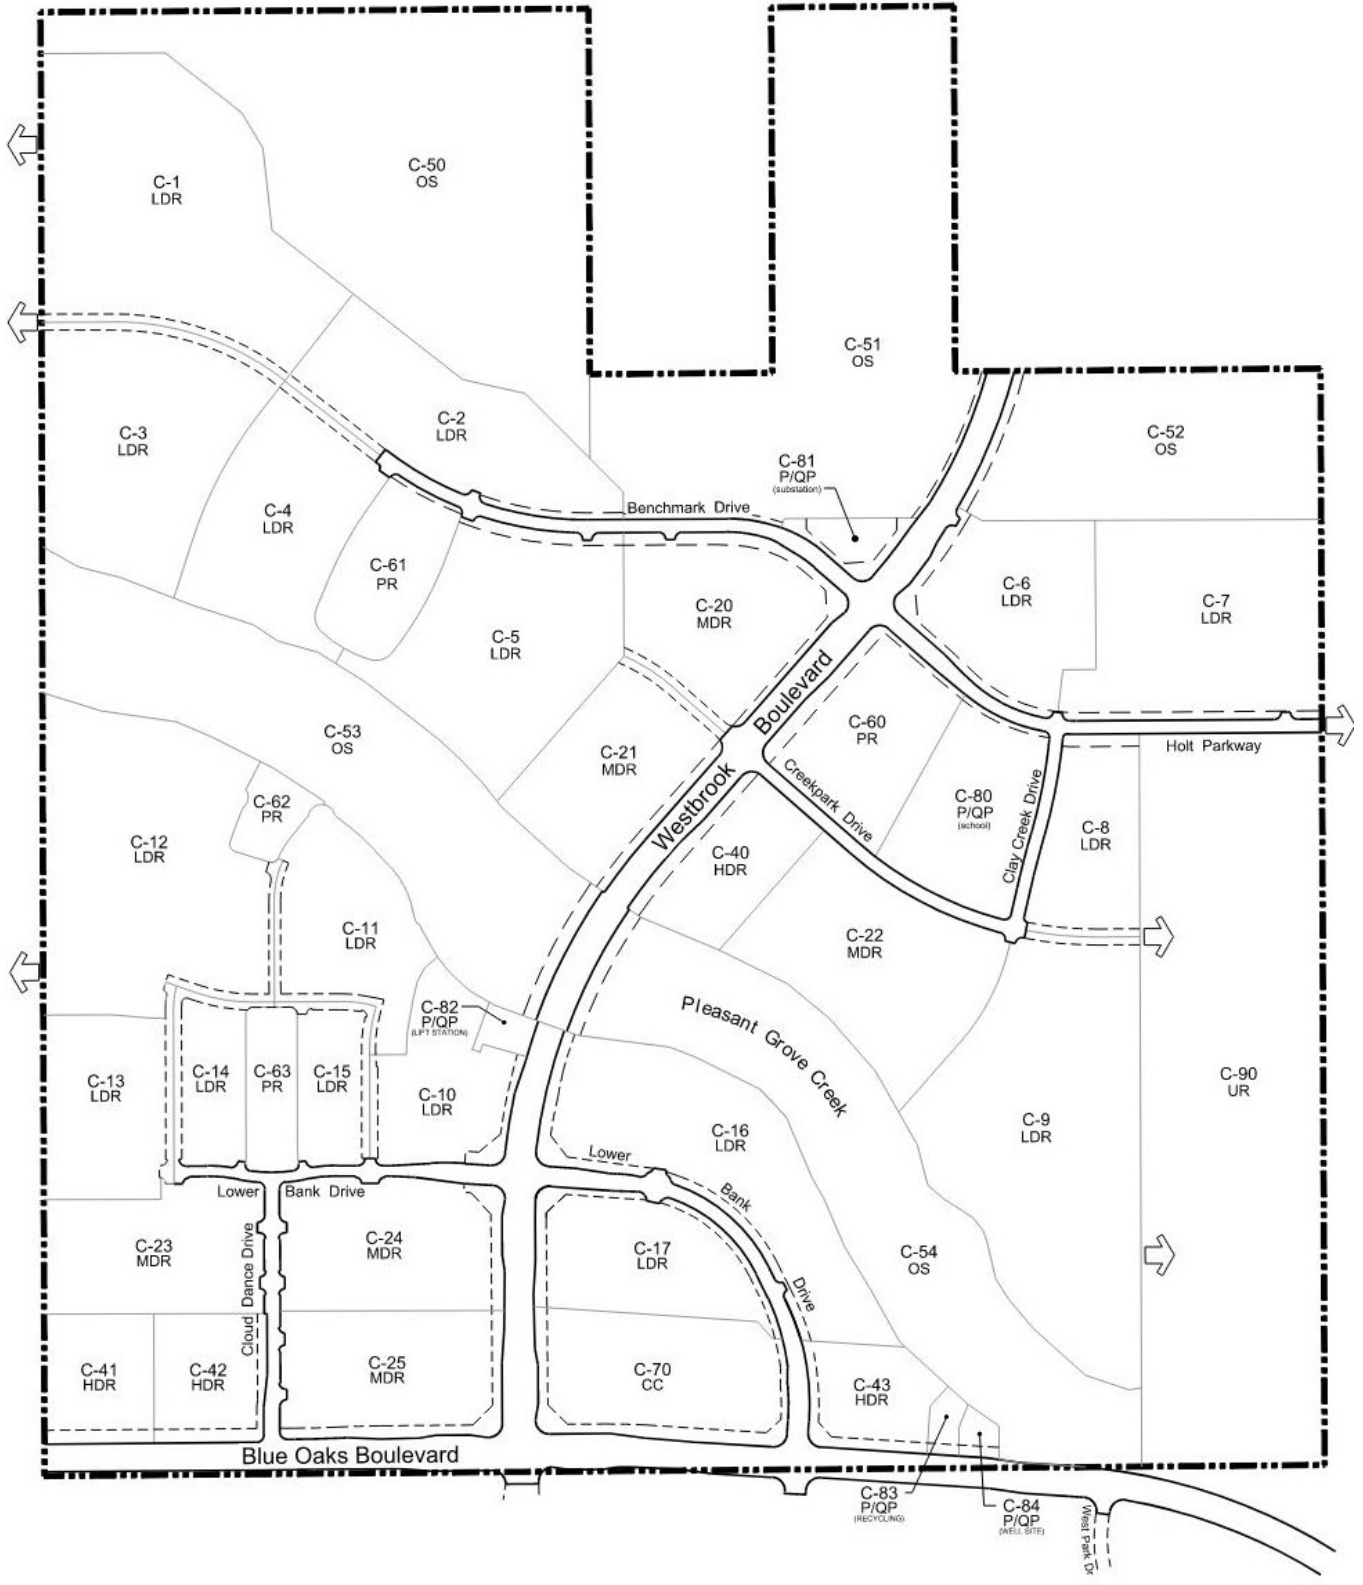 C-50
OS
C-1
LDR
C-51
OS
C-2
LDR
C-3
LDR
C-52
OS
C-81
P/QP
(substation)
C-4
LDR
Benchmark Drive
C-61
PR
C-6
LDR
C-7
LDR
C-20
MDR
C-5
LDR
Westbrook Boulevard
C-60
PR
C-53
OS
C-21
MDR
Holt Parkway
Creekpark Drive
C-80
P/QP
(school)
Clay Creek Drive
C-62
PR
C-12
LDR
C-8
LDR
C-40
HDR
C-11
LDR
C-22
MDR
C-82
P/QP
(LIFT STATION)
Pleasant Grove Creek
C-13
LDR
C-14
LDR
C-63
PR
C-15
LDR
C-10
LDR
C-90
UR
C-16
LDR
C-9
LDR
Lower Bank Drive
Lower Bank Drive
Cloud Dance Drive
C-23
MDR
C-24
MDR
C-17
LDR
C-54
OS
C-41
HDR
C-42
HDR
C-25
MDR
C-70
CC
C-43
HDR
Blue Oaks Boulevard
C-83
P/QP
(RECYCLING)
C-84
P/QP
(WELL SITE)
West Park Dr